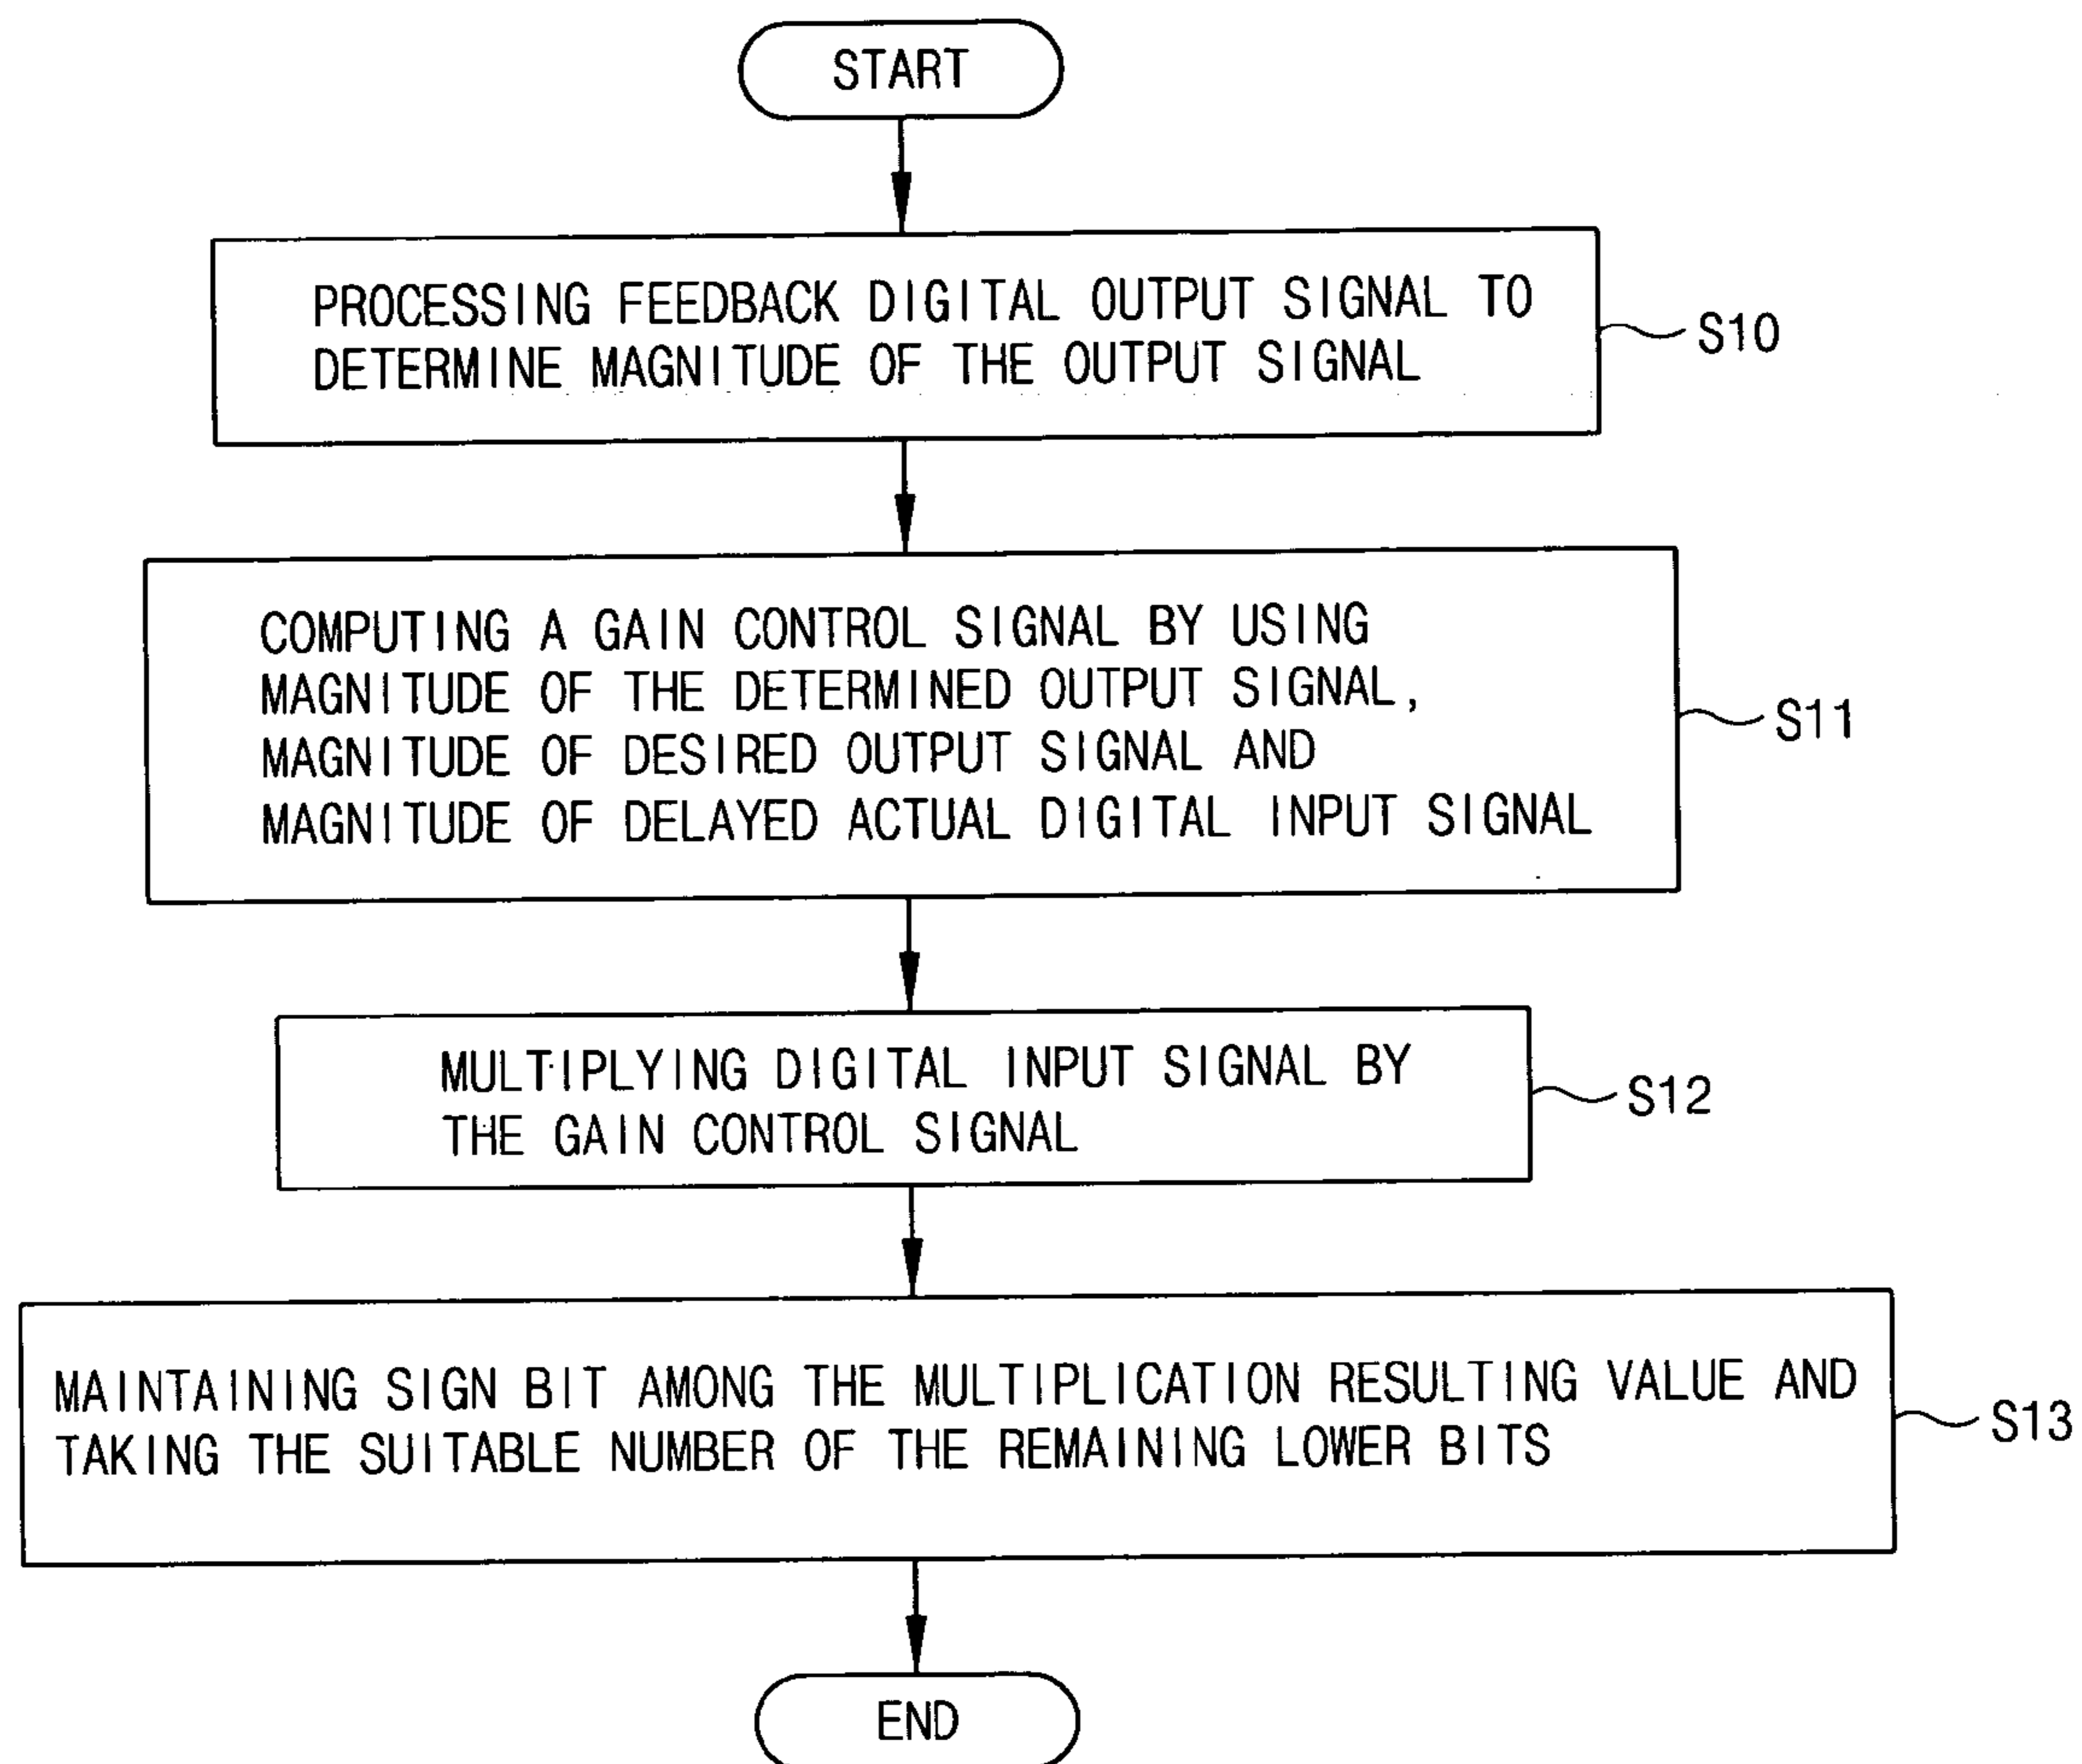 START
PROCESSING FEEDBACK DIGITAL OUTPUT SIGNAL TO
DETERMINE MAGNITUDE OF THE OUTPUT SIGNAL
S10
COMPUTING A GAIN CONTROL SIGNAL BY USING
MAGNITUDE OF THE DETERMINED OUTPUT SIGNAL,
MAGNITUDE OF DESIRED OUTPUT SIGNAL AND
MAGNITUDE OF DELAYED ACTUAL DIGITAL INPUT SIGNAL
S11
MULTIPLYING DIGITAL INPUT SIGNAL BY
THE GAIN CONTROL SIGNAL
S12
MAINTAINING SIGN BIT AMONG THE MULTIPLICATION RESULTING VALUE AND
TAKING THE SUITABLE NUMBER OF THE REMAINING LOWER BITS
S13
END